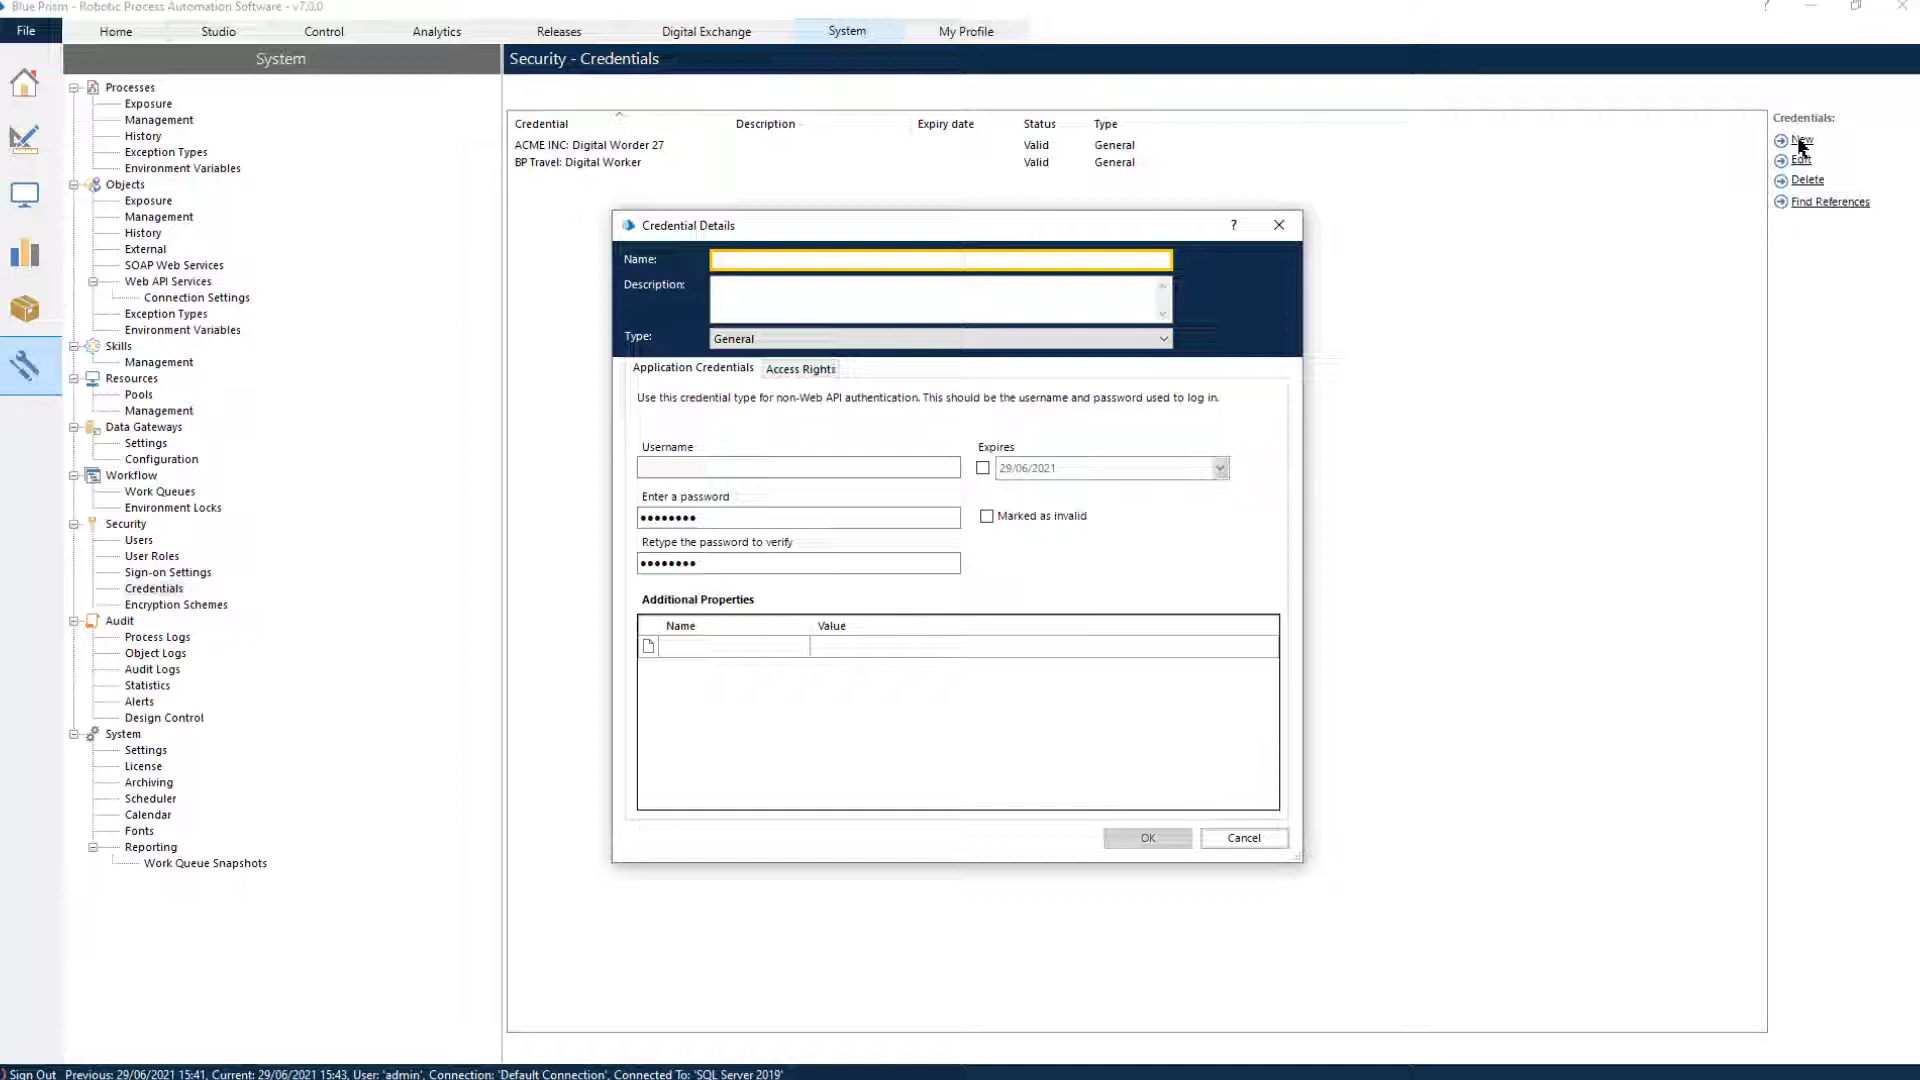 Blue Prism - Robotic Process Automation Software - v7.0.0
File Home Studio Control Analytics Releases Digital Exchange System My Profile
System
Security - Credentials
Processes
Exposure
Management
History
Exception Types
Environment Variables
Objects
Exposure
Management
History
External
SOAP Web Services
Web API Services
Connection Settings
Exception Types
Environment Variables
Skills
Management
Resources
Pools
Management
Data Gateways
Settings
Configuration
Workflow
Work Queues
Environment Locks
Security
Users
User Roles
Sign-on Settings
Credentials
Encryption Schemes
Audit
Process Logs
Object Logs
Audit Logs
Statistics
Alerts
Design Control
System
Settings
License
Archiving
Scheduler
Calendar
Fonts
Reporting
Work Queue Snapshots
Credential Description Expiry date Status Type
ACME INC: Digital Worder 27 Valid General
BP Travel: Digital Worker Valid General
Credentials:
New
Edit
Delete
Find References
Credential Details ?
Name:
Description:
Type: General
Application Credentials Access Rights
Use this credential type for non-Web API authentication. This should be the username and password used to log in.
Username Expires
29/06/2021
Enter a password
•••••••• Marked as invalid
Retype the password to verify
••••••••
Additional Properties
Name Value
OK Cancel
Sign Out Previous: 29/06/2021 15:41, Current: 29/06/2021 15:43, User: 'admin', Connection: 'Default Connection', Connected To: 'SQL Server 2019'